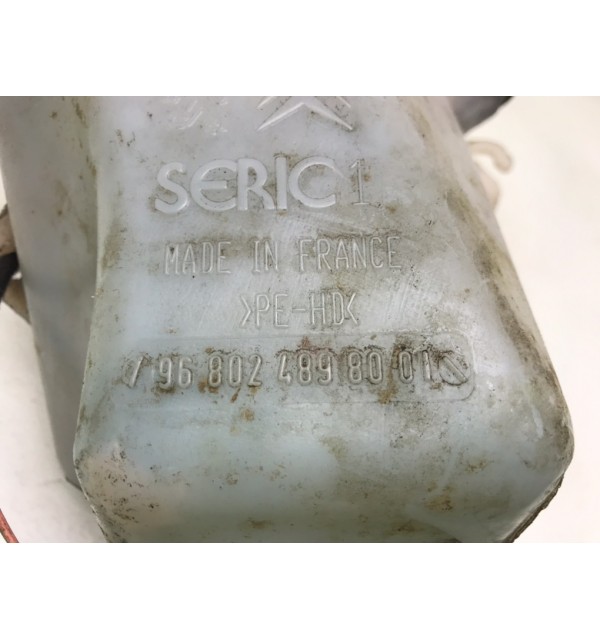 SERIC 1
MADE IN FRANCE
>PE-HD<
96 802 489 80 01